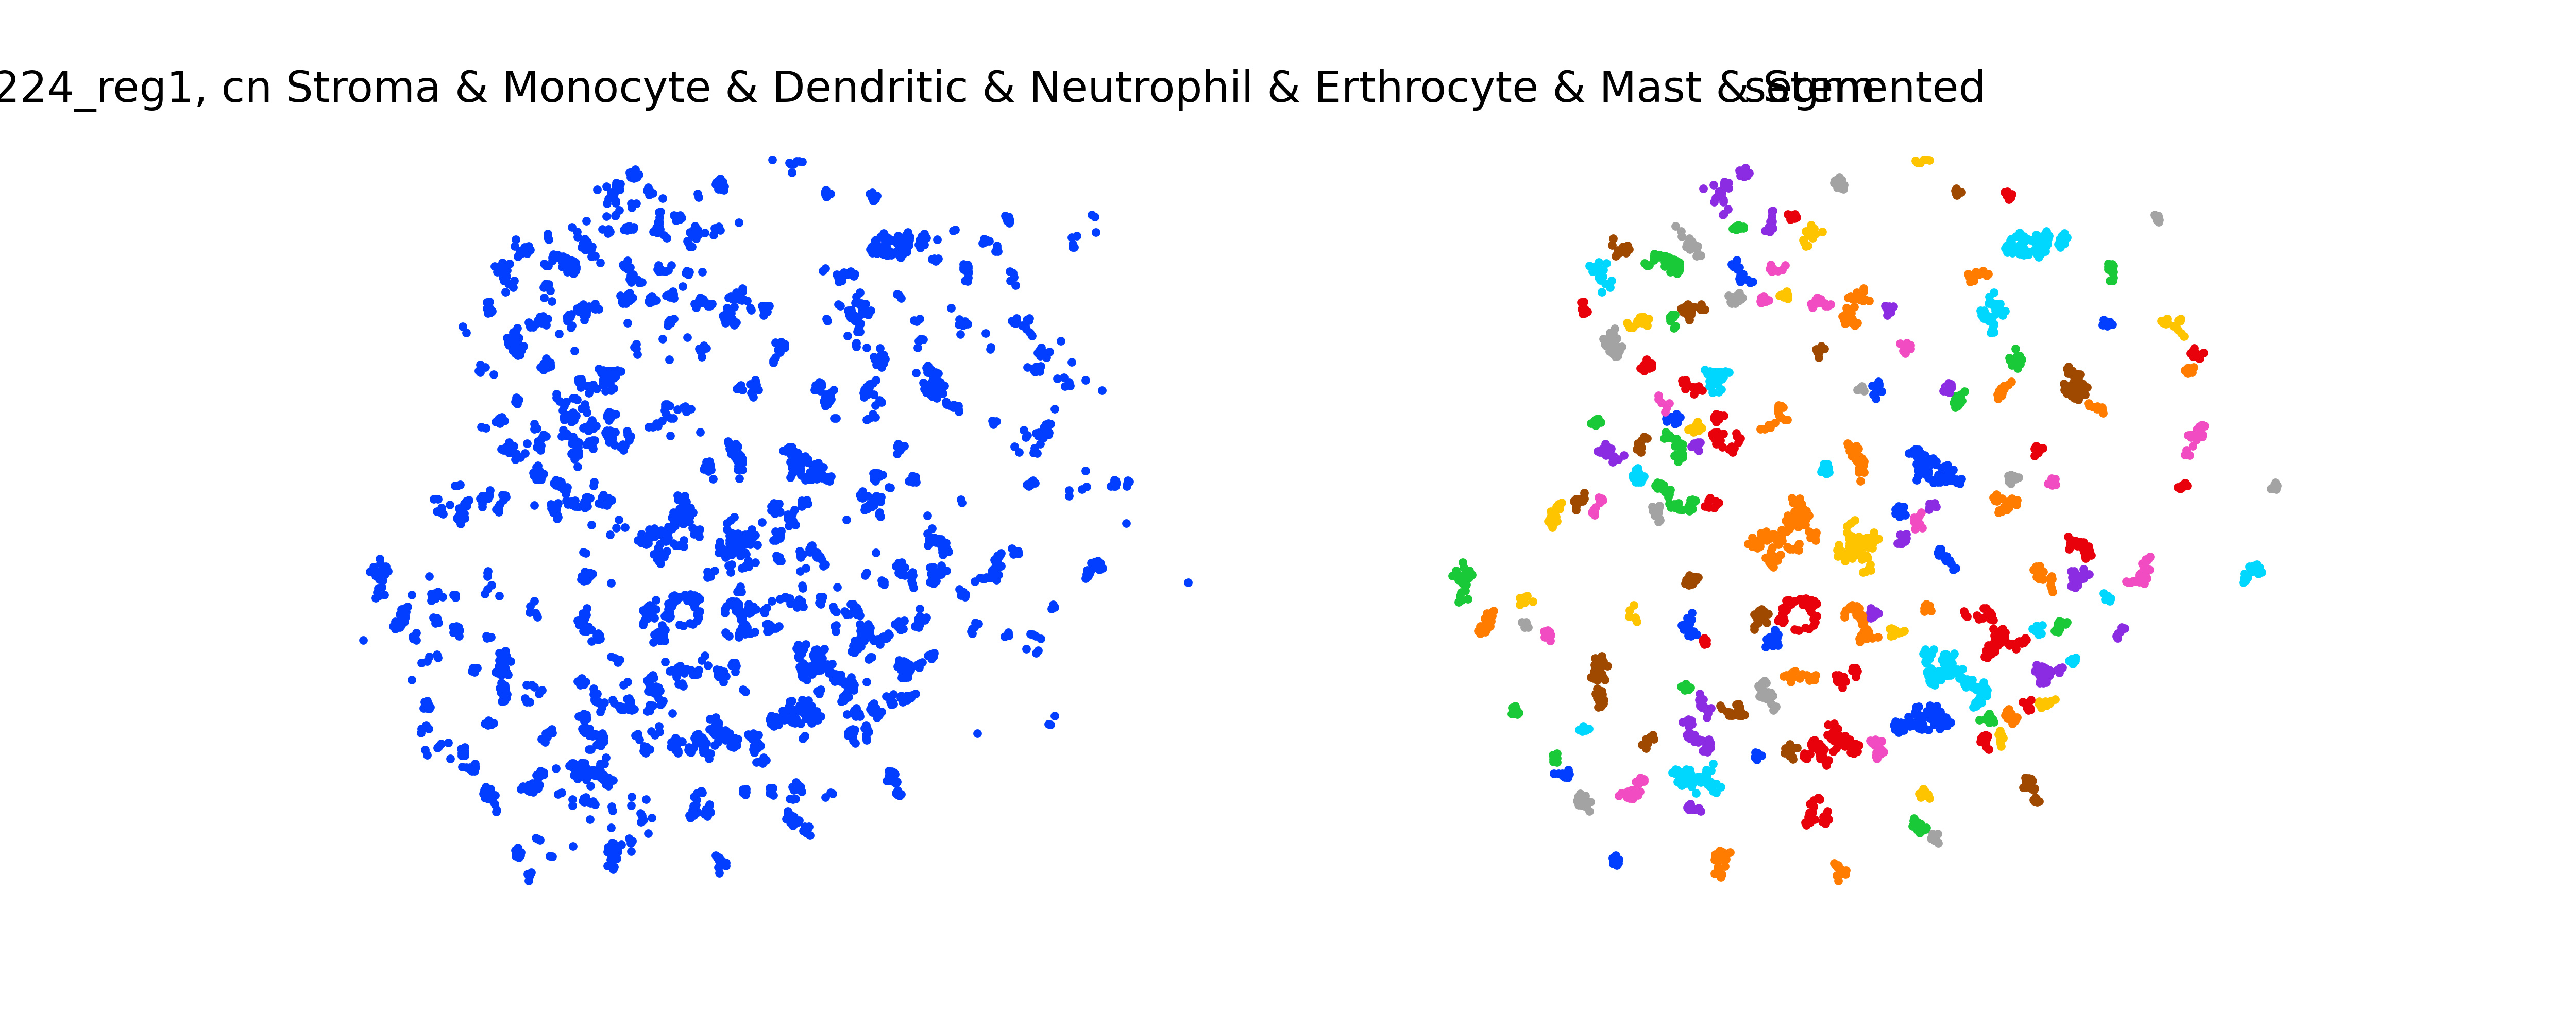 224_reg1, cn Stroma & Monocyte & Dendritic & Neutrophil & Erthrocyte & Mast & Stem
segmented